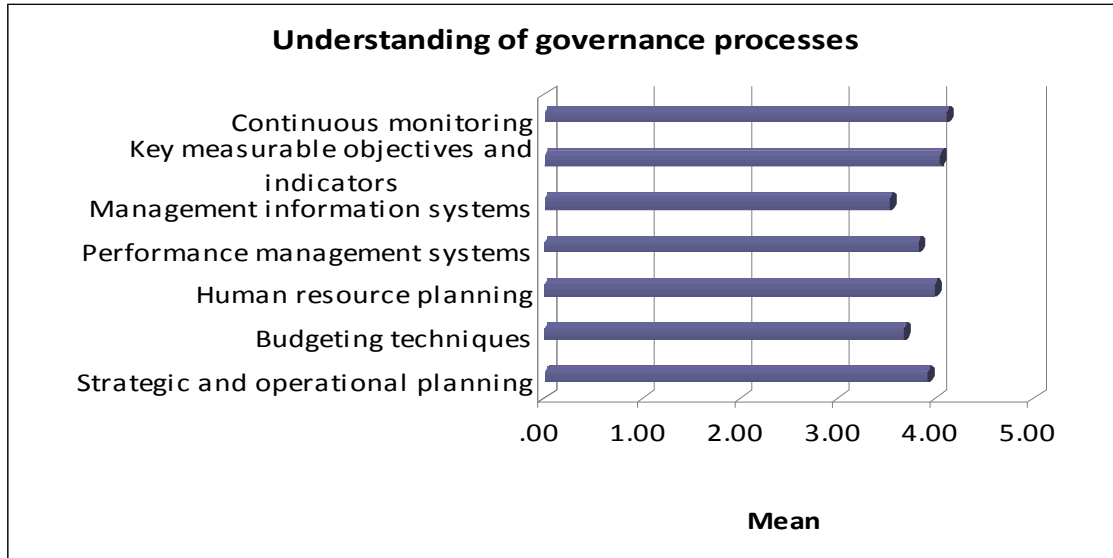 Understanding of governance processes
Continuous monitoring
Key measurable objectives and
indicators
Management information systems
Performance management systems
Human resource planning
Budgeting techniques
Strategic and operational planning
.00 1.00 2.00 3.00 4.00 5.00
Mean